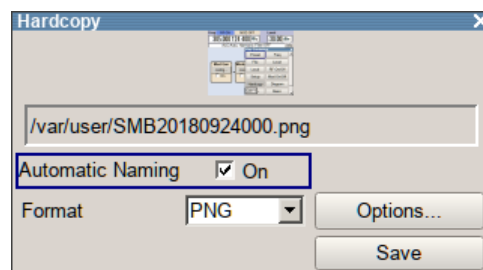 Hardcopy
/var/user/SMB20180924000.png
Automatic Naming On
Format PNG Options...
Save